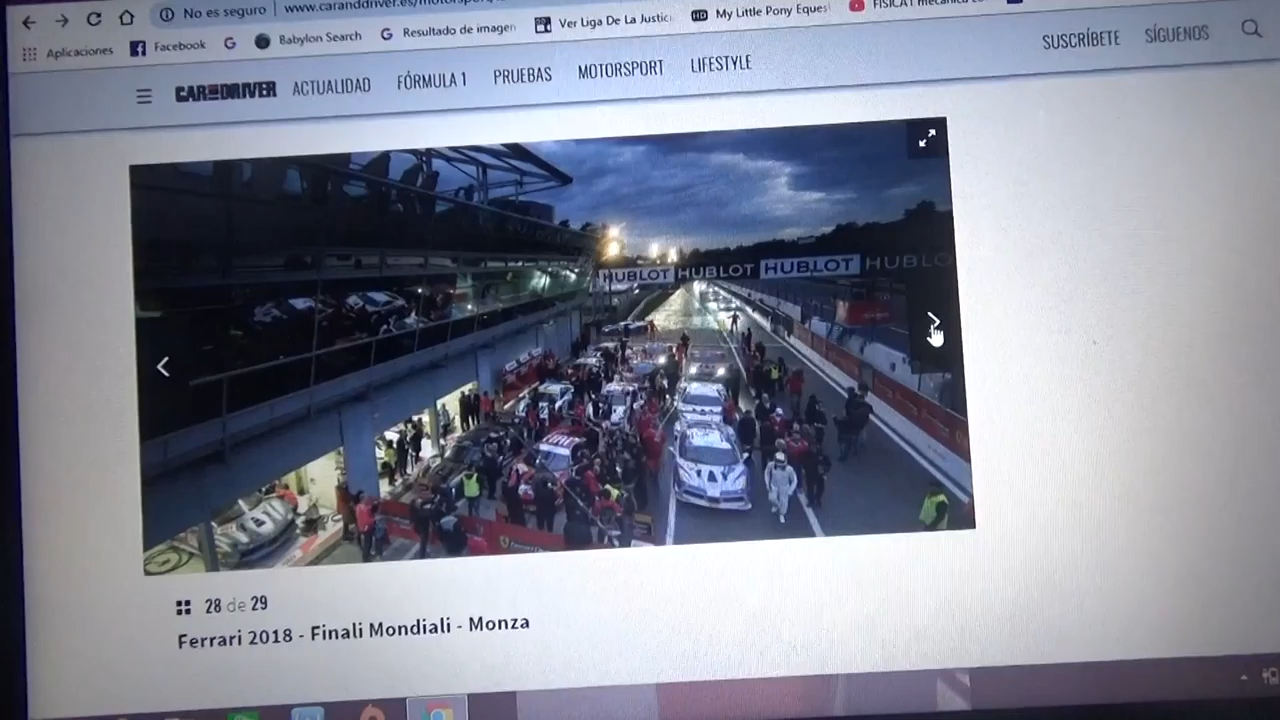 No es seguro | www.caranddriver.es/motorsport/
Aplicaciones Facebook Babylon Search Resultado de imagen Ver Liga De La Justic My Little Pony Eques
CAR AND DRIVER ACTUALIDAD FÓRMULA 1 PRUEBAS MOTORSPORT LIFESTYLE SUSCRÍBETE SÍGUENOS
HUBLOT HUBLOT HUBLOT HUBLO
28 de 29
Ferrari 2018 - Finali Mondiali - Monza